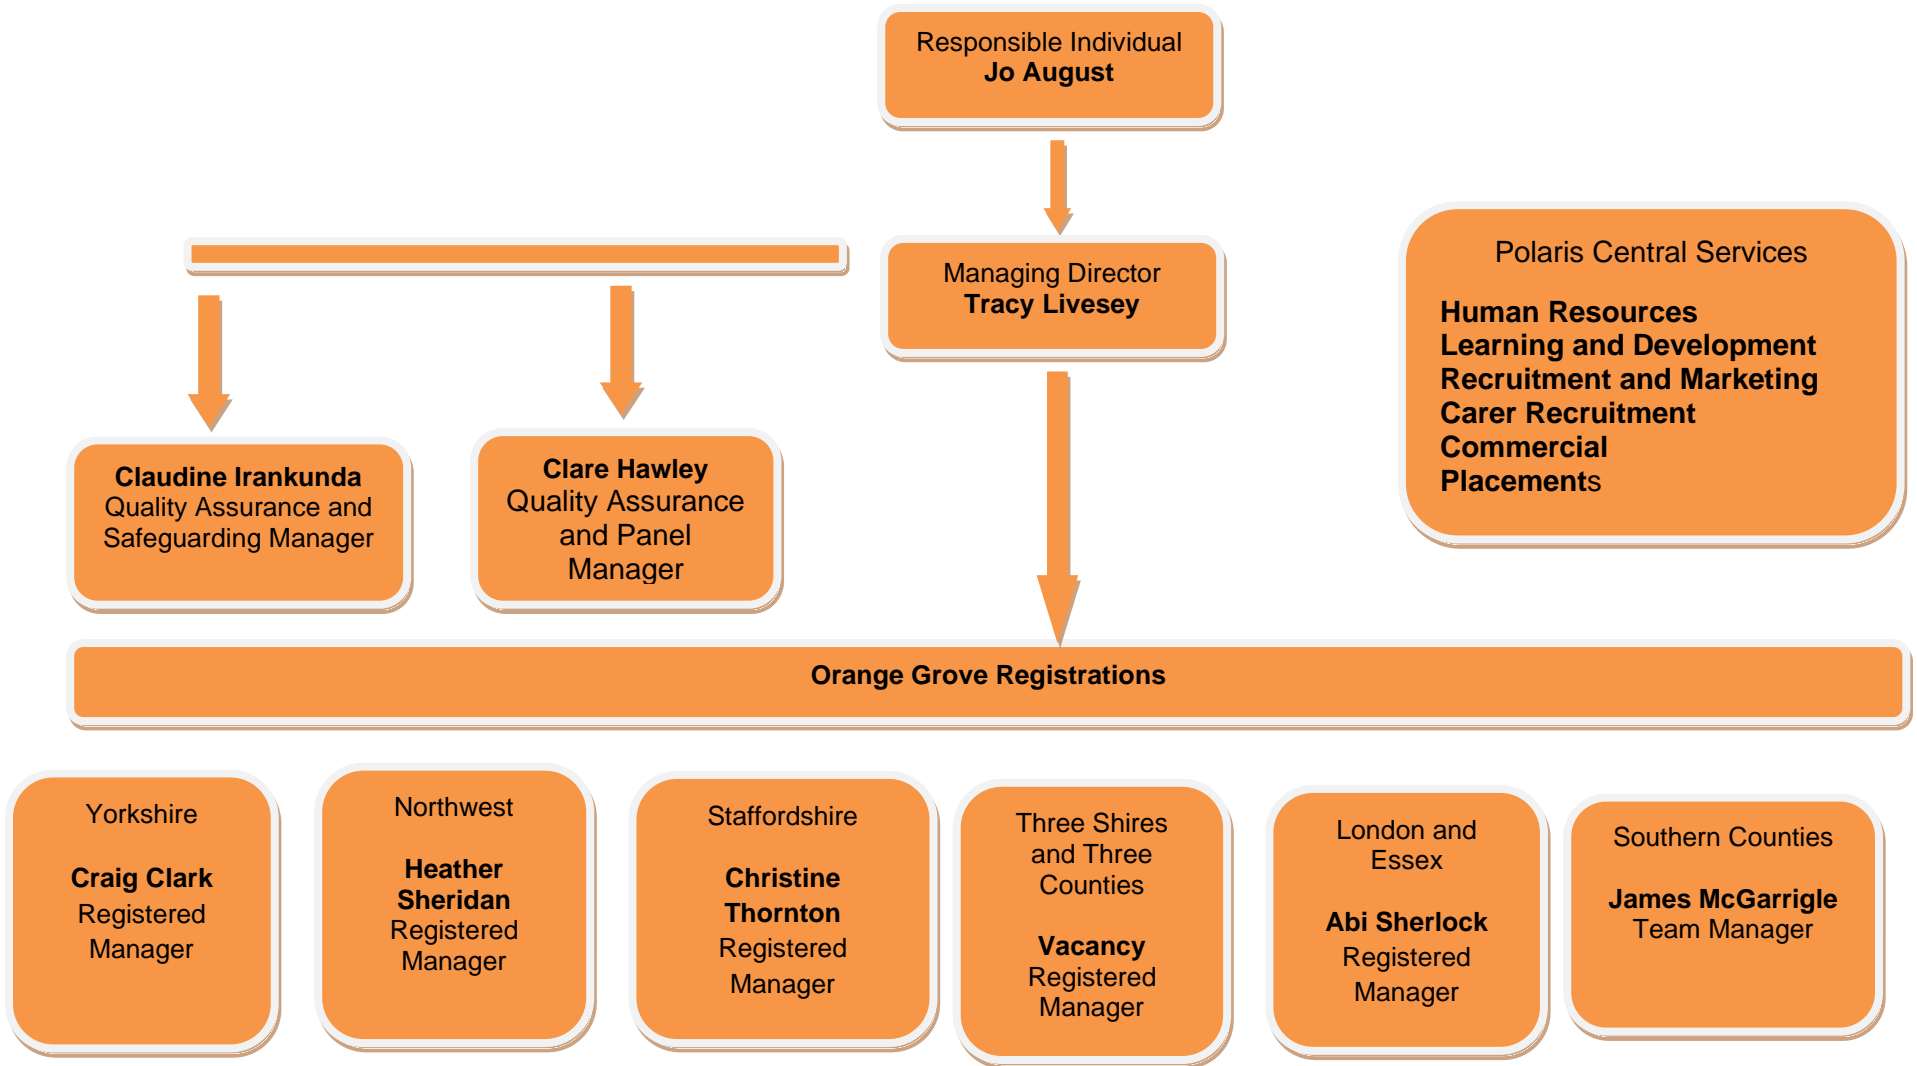 Responsible Individual
Jo August
Managing Director
Tracy Livesey
Polaris Central Services
Human Resources
Learning and Development
Recruitment and Marketing
Carer Recruitment
Commercial
Placements
Claudine Irankunda
Quality Assurance and
Safeguarding Manager
Clare Hawley
Quality Assurance
and Panel
Manager
Orange Grove Registrations
Yorkshire
Craig Clark
Registered
Manager
Northwest
Heather
Sheridan
Registered
Manager
Staffordshire
Christine
Thornton
Registered
Manager
Three Shires
and Three
Counties
Vacancy
Registered
Manager
London and
Essex
Abi Sherlock
Registered
Manager
Southern Counties
James McGarrigle
Team Manager